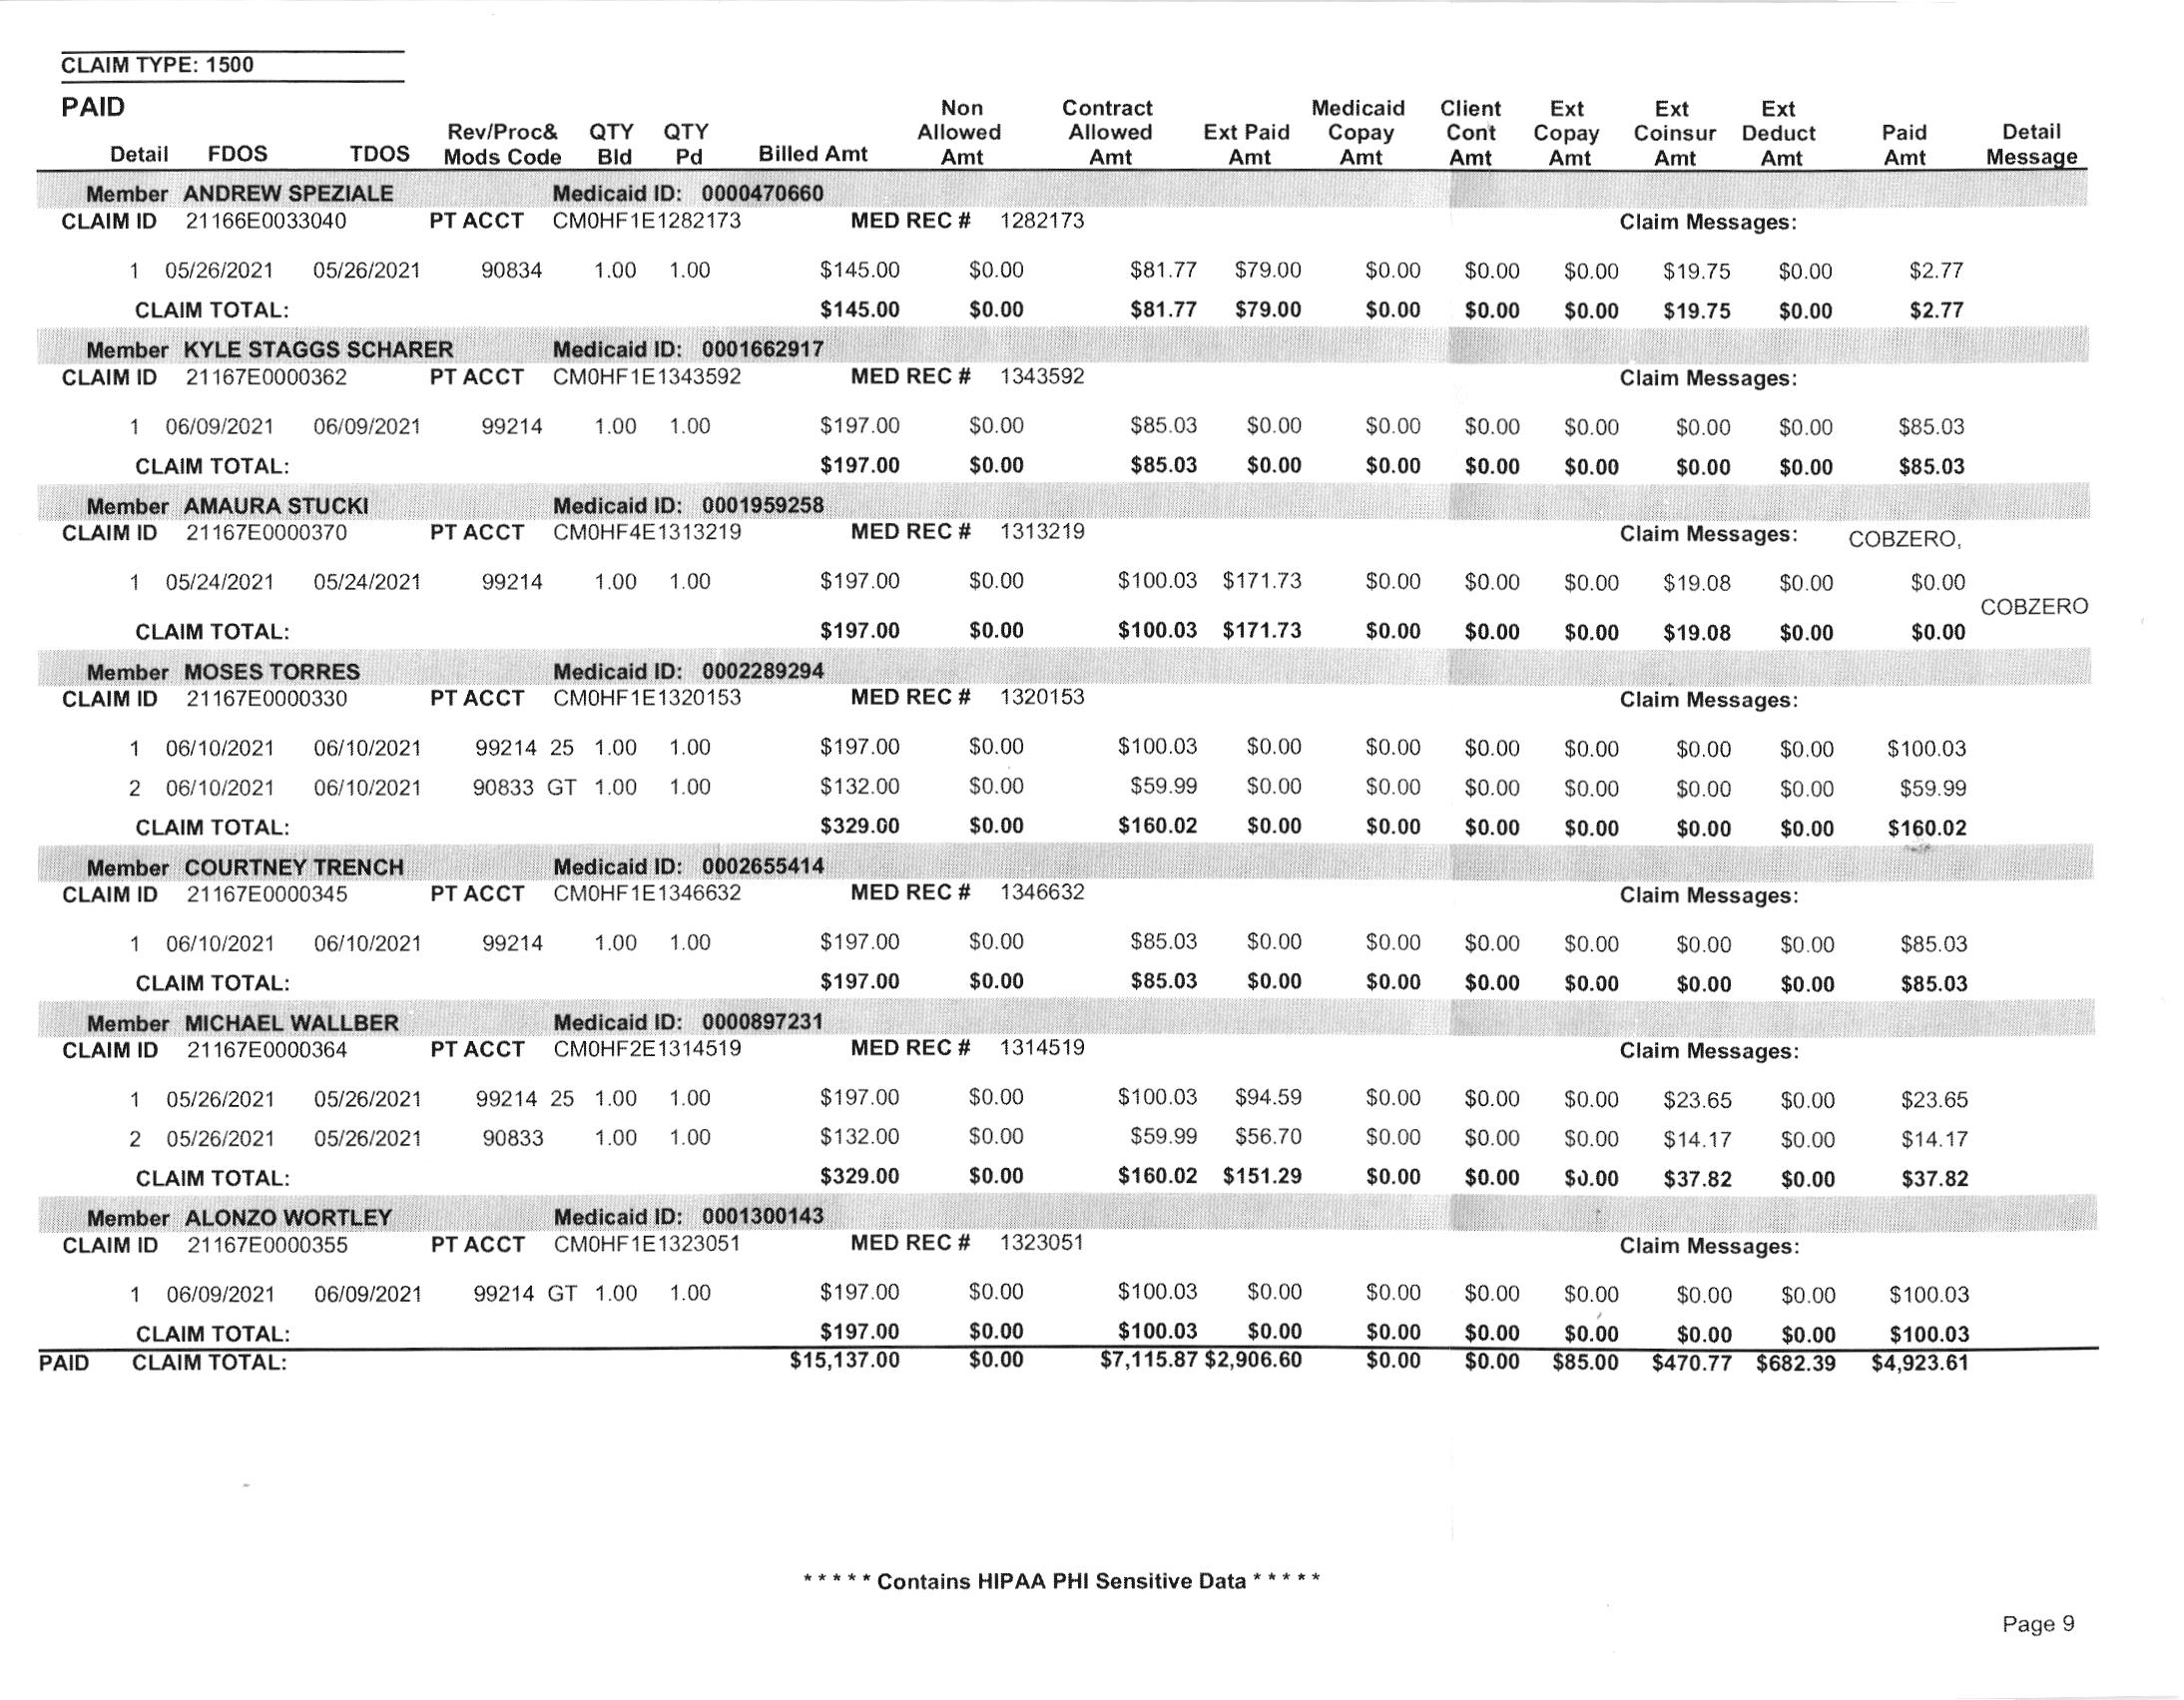 CLAIM TYPE: 1500
PAID
Detail FDOS TDOS Rev/Proc& Mods Code QTY Bld QTY Pd Billed Amt Non Allowed Amt Contract Allowed Amt Ext Paid Amt Medicaid Copay Amt Client Cont Amt Ext Copay Amt Ext Coinsur Amt Ext Deduct Amt Paid Amt Detail Message
Member ANDREW SPEZIALE Medicaid ID: 0000470660
CLAIM ID 21166E0033040 PT ACCT CM0HF1E1282173 MED REC # 1282173 Claim Messages:
1 05/26/2021 05/26/2021 90834 1.00 1.00 $145.00 $0.00 $81.77 $79.00 $0.00 $0.00 $0.00 $19.75 $0.00 $2.77
CLAIM TOTAL: $145.00 $0.00 $81.77 $79.00 $0.00 $0.00 $0.00 $19.75 $0.00 $2.77
Member KYLE STAGGS SCHARER Medicaid ID: 0001662917
CLAIM ID 21167E0000362 PT ACCT CM0HF1E1343592 MED REC # 1343592 Claim Messages:
1 06/09/2021 06/09/2021 99214 1.00 1.00 $197.00 $0.00 $85.03 $0.00 $0.00 $0.00 $0.00 $0.00 $0.00 $85.03
CLAIM TOTAL: $197.00 $0.00 $85.03 $0.00 $0.00 $0.00 $0.00 $0.00 $0.00 $85.03
Member AMAURA STUCKI Medicaid ID: 0001959258
CLAIM ID 21167E0000370 PT ACCT CM0HF4E1313219 MED REC # 1313219 Claim Messages: COBZERO,
1 05/24/2021 05/24/2021 99214 1.00 1.00 $197.00 $0.00 $100.03 $171.73 $0.00 $0.00 $0.00 $19.08 $0.00 $0.00
COBZERO
CLAIM TOTAL: $197.00 $0.00 $100.03 $171.73 $0.00 $0.00 $0.00 $19.08 $0.00 $0.00
Member MOSES TORRES Medicaid ID: 0002289294
CLAIM ID 21167E0000330 PT ACCT CM0HF1E1320153 MED REC # 1320153 Claim Messages:
1 06/10/2021 06/10/2021 99214 25 1.00 1.00 $197.00 $0.00 $100.03 $0.00 $0.00 $0.00 $0.00 $0.00 $0.00 $100.03
2 06/10/2021 06/10/2021 90833 GT 1.00 1.00 $132.00 $0.00 $59.99 $0.00 $0.00 $0.00 $0.00 $0.00 $0.00 $59.99
CLAIM TOTAL: $329.00 $0.00 $160.02 $0.00 $0.00 $0.00 $0.00 $0.00 $0.00 $160.02
Member COURTNEY TRENCH Medicaid ID: 0002655414
CLAIM ID 21167E0000345 PT ACCT CM0HF1E1346632 MED REC # 1346632 Claim Messages:
1 06/10/2021 06/10/2021 99214 1.00 1.00 $197.00 $0.00 $85.03 $0.00 $0.00 $0.00 $0.00 $0.00 $0.00 $85.03
CLAIM TOTAL: $197.00 $0.00 $85.03 $0.00 $0.00 $0.00 $0.00 $0.00 $0.00 $85.03
Member MICHAEL WALLBER Medicaid ID: 0000897231
CLAIM ID 21167E0000364 PT ACCT CM0HF2E1314519 MED REC # 1314519 Claim Messages:
1 05/26/2021 05/26/2021 99214 25 1.00 1.00 $197.00 $0.00 $100.03 $94.59 $0.00 $0.00 $0.00 $23.65 $0.00 $23.65
2 05/26/2021 05/26/2021 90833 1.00 1.00 $132.00 $0.00 $59.99 $56.70 $0.00 $0.00 $0.00 $14.17 $0.00 $14.17
CLAIM TOTAL: $329.00 $0.00 $160.02 $151.29 $0.00 $0.00 $0.00 $37.82 $0.00 $37.82
Member ALONZO WORTLEY Medicaid ID: 0001300143
CLAIM ID 21167E0000355 PT ACCT CM0HF1E1323051 MED REC # 1323051 Claim Messages:
1 06/09/2021 06/09/2021 99214 GT 1.00 1.00 $197.00 $0.00 $100.03 $0.00 $0.00 $0.00 $0.00 $0.00 $0.00 $100.03
CLAIM TOTAL: $197.00 $0.00 $100.03 $0.00 $0.00 $0.00 $0.00 $0.00 $0.00 $100.03
PAID CLAIM TOTAL: $15,137.00 $0.00 $7,115.87 $2,906.60 $0.00 $0.00 $85.00 $470.77 $682.39 $4,923.61
* * * * * Contains HIPAA PHI Sensitive Data * * * * *
Page 9